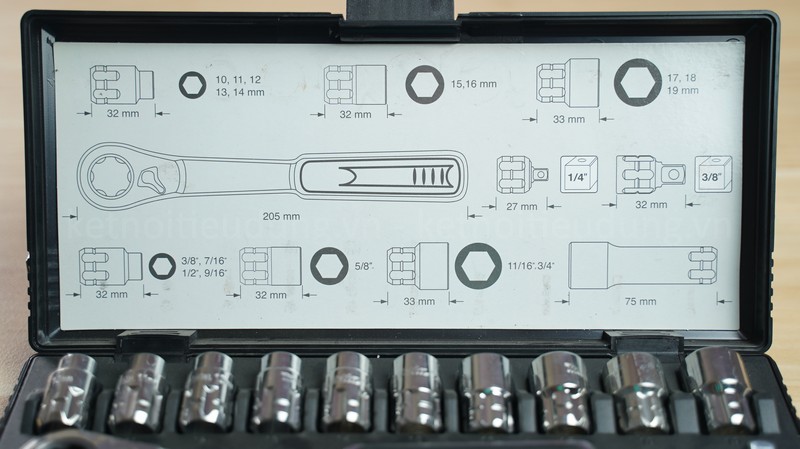 10, 11, 12
13, 14 mm
32 mm
15,16 mm
32 mm
17, 18
19 mm
33 mm
205 mm
1/4"
27 mm
3/8"
32 mm
3/8", 7/16"
1/2", 9/16"
32 mm
5/8"
32 mm
11/16".3/4"
33 mm
75 mm